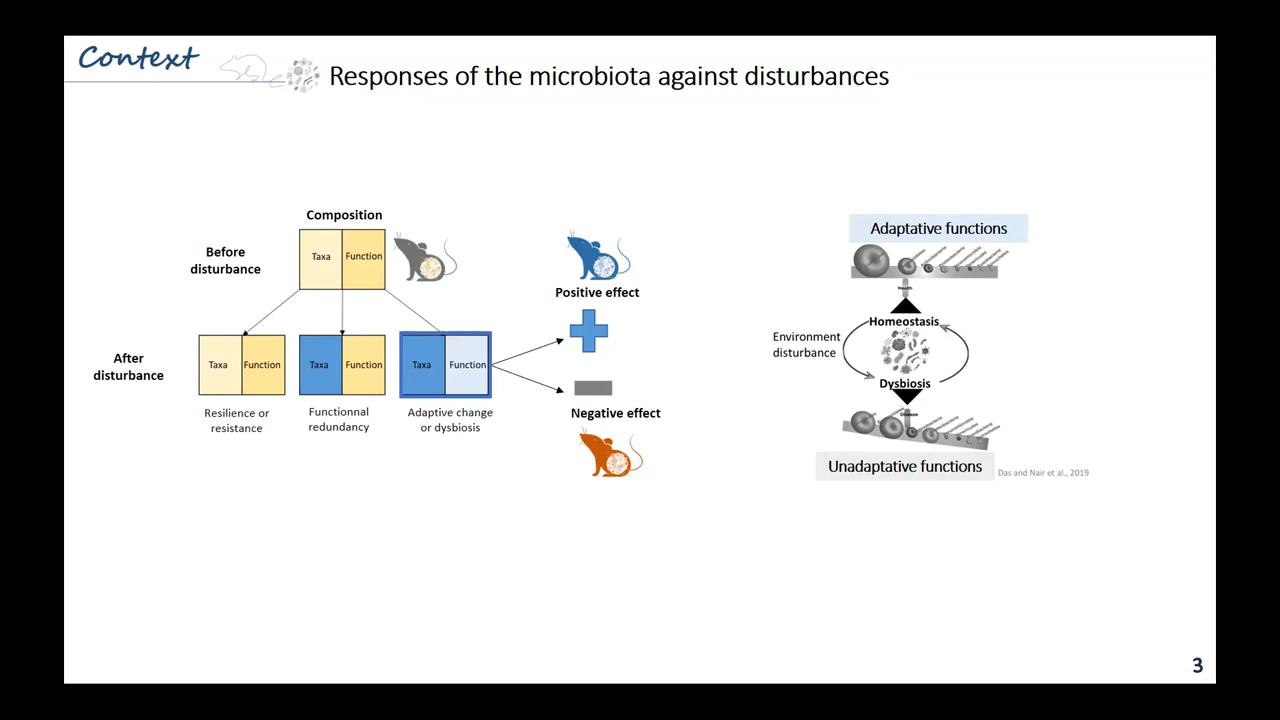 Context
Responses of the microbiota against disturbances
Composition
Before
disturbance
Taxa
Function
After
disturbance
Taxa
Function
Taxa
Function
Taxa
Function
Resilience or
resistance
Functionnal
redundancy
Adaptive change
or dysbiosis
Positive effect
Negative effect
Adaptative functions
Health
Homeostasis
Environment
disturbance
Dysbiosis
Disease
Unadaptative functions
Das and Nair et al., 2019
3